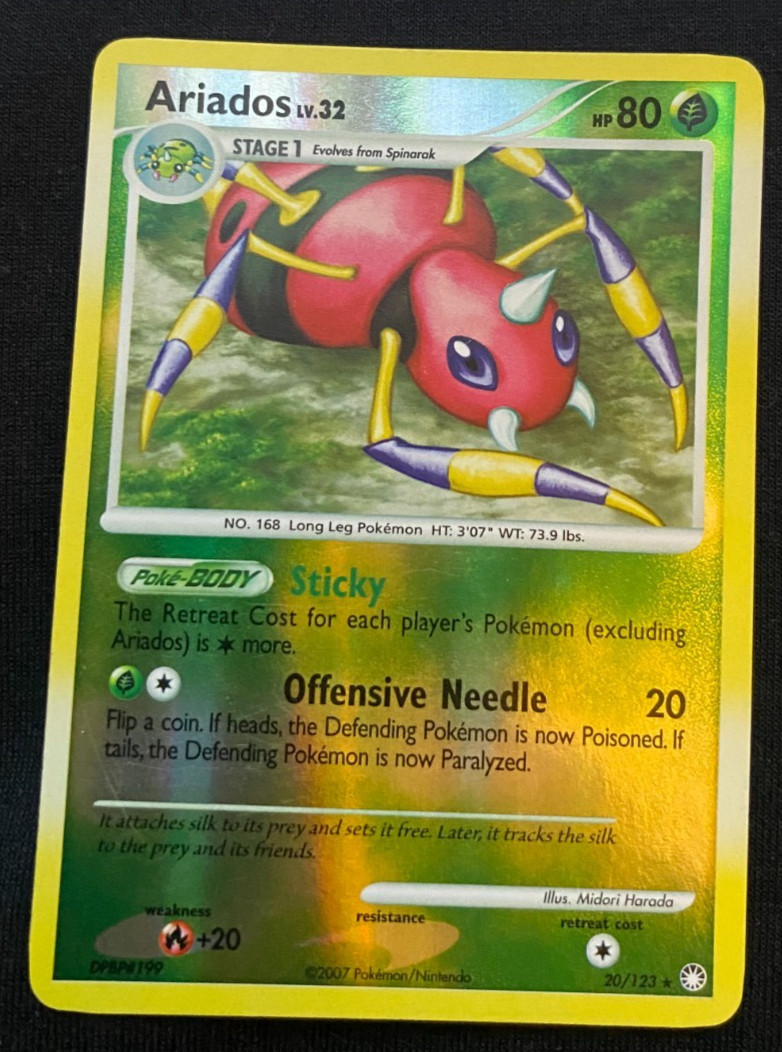 Ariados LV.32
HP 80
STAGE 1 Evolves from Spinarak
NO. 168 Long Leg Pokémon HT: 3'07" WT: 73.9 lbs.
Poké-BODY Sticky
The Retreat Cost for each player's Pokémon (excluding
Ariados) is more.
Offensive Needle 20
Flip a coin. If heads, the Defending Pokémon is now Poisoned. If
tails, the Defending Pokémon is now Paralyzed.
It attaches silk to its prey and sets it free. Later, it tracks the silk
to the prey and its friends.
Illus. Midori Harada
weakness resistance retreat cost
+20
DPBP#199 ©2007 Pokémon/Nintendo 20/123 ★